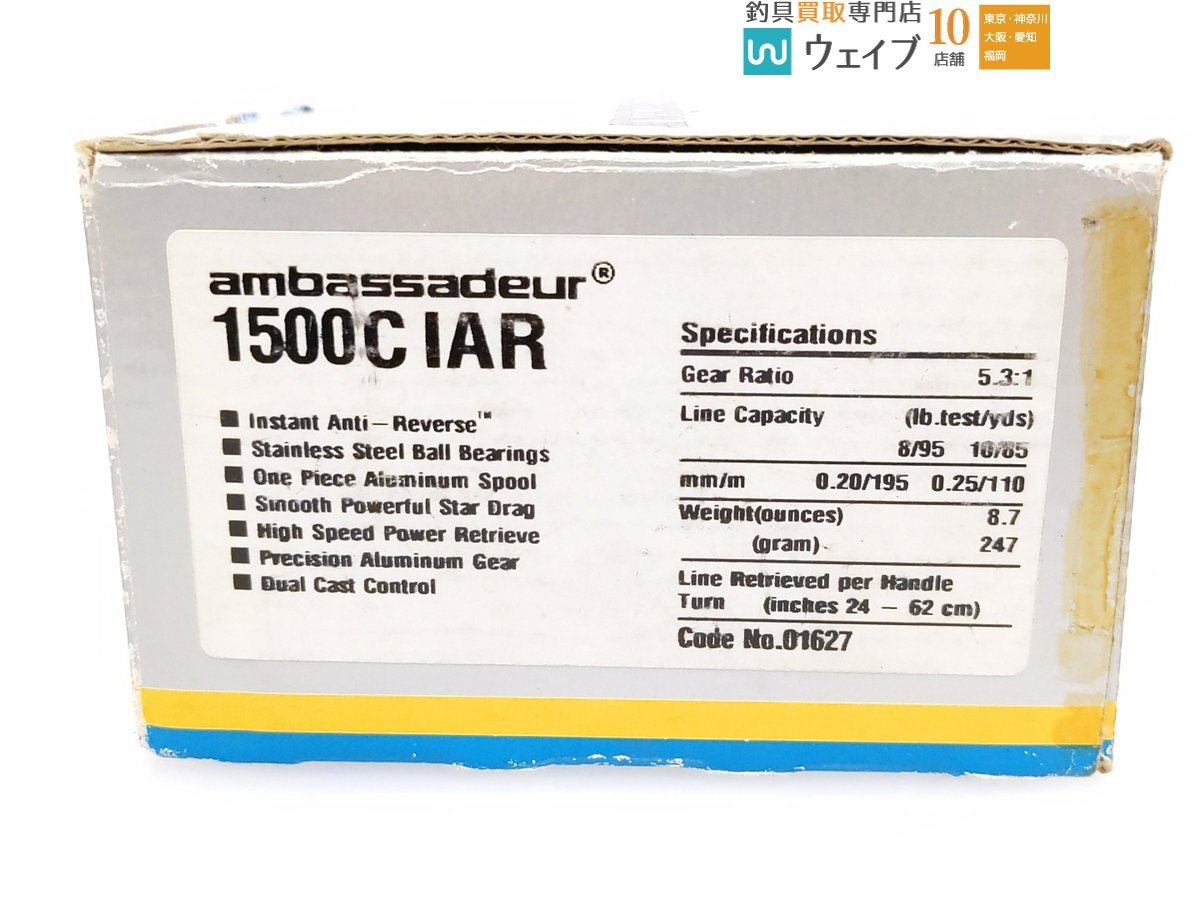 釣具買取専門店
ウェイブ
10
店舗
東京・神奈川
大阪・愛知
福岡
ambassadeur®
1500C IAR
■ Instant Anti–Reverse™
■ Stainless Steel Ball Bearings
■ One Piece Aluminum Spool
■ Smooth Powerful Star Drag
■ High Speed Power Retrieve
■ Precision Aluminum Gear
■ Dual Cast Control
Specifications
Gear Ratio 5.3:1
Line Capacity (lb.test/yds)
8/95 10/85
mm/m 0.20/195 0.25/110
Weight(ounces) 8.7
(gram) 247
Line Retrieved per Handle
Turn (inches 24 – 62 cm)
Code No.01627